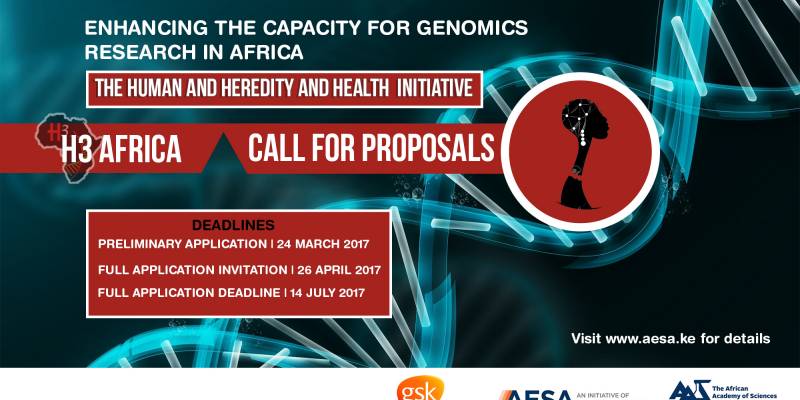 ENHANCING THE CAPACITY FOR GENOMICS
RESEARCH IN AFRICA
THE HUMAN AND HEREDITY AND HEALTH INITIATIVE
H3
H3 AFRICA
CALL FOR PROPOSALS
DEADLINES
PRELIMINARY APPLICATION | 24 MARCH 2017
FULL APPLICATION INVITATION | 26 APRIL 2017
FULL APPLICATION DEADLINE | 14 JULY 2017
Visit www.aesa.ke for details
gsk
AESA
AN INITIATIVE OF
The African
Academy of Sciences